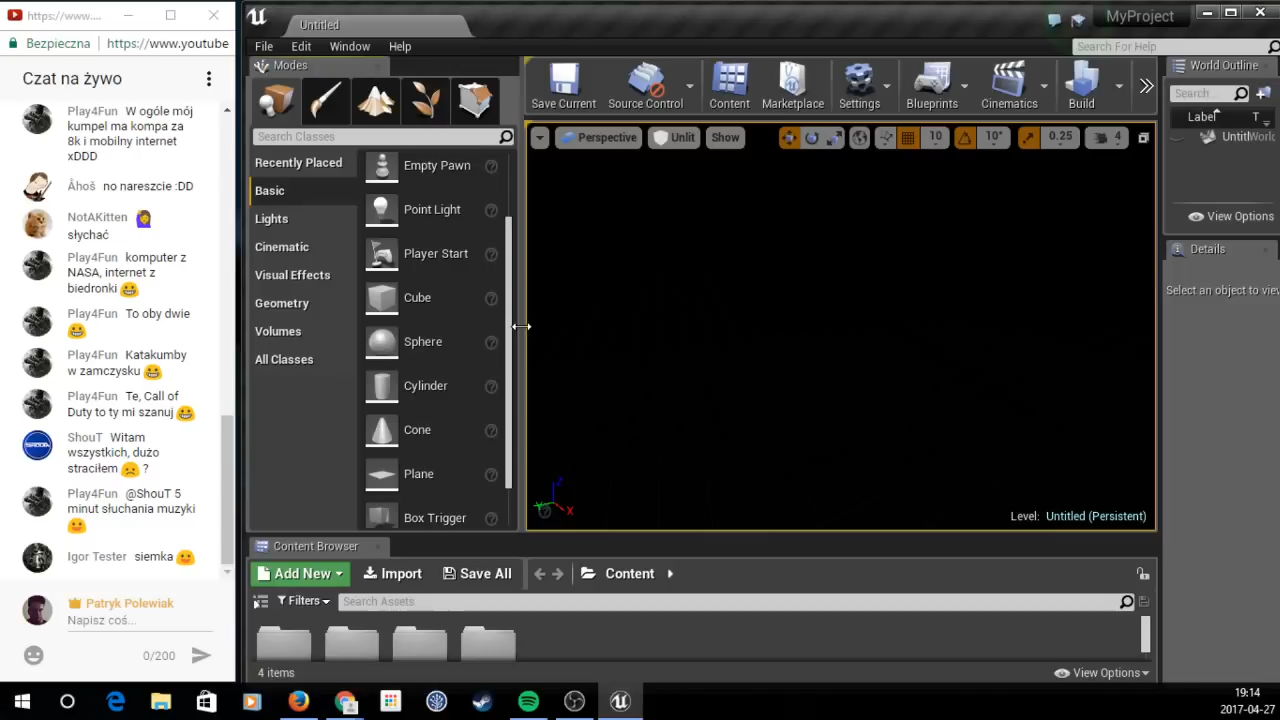 https://www....
Bezpieczna
https://www.youtube
Czat na żywo
Play4Fun W ogóle mój
kumpel ma kompa za
8k i mobilny internet
xDDD
Åhoš no nareszcie :DD
NotAKitten
słychać
Play4Fun komputer z
NASA, internet z
biedronki
Play4Fun To oby dwie
Play4Fun Katakumby
w zamczysku
Play4Fun Te, Call of
Duty to ty mi szanuj
ShouT Witam
wszystkich, dużo
straciłem ?
Play4Fun @ShouT 5
minut słuchania muzyki
Igor Tester siemka
Patryk Polewiak
Napisz coś...
0/200
Untitled
MyProject
File Edit Window Help
Search For Help
Modes
Search Classes
Recently Placed
Basic
Lights
Cinematic
Visual Effects
Geometry
Volumes
All Classes
Empty Pawn
Point Light
Player Start
Cube
Sphere
Cylinder
Cone
Plane
Box Trigger
Save Current
Source Control
Content
Marketplace
Settings
Blueprints
Cinematics
Build
Perspective
Unlit
Show
10
10°
0.25
4
X
Z
Level: Untitled (Persistent)
World Outline
Search...
Label
T
UntitWorl
View Options
Details
Select an object to view
Content Browser
Add New
Import
Save All
Content
Filters
Search Assets
4 items
View Options
19:14
2017-04-27